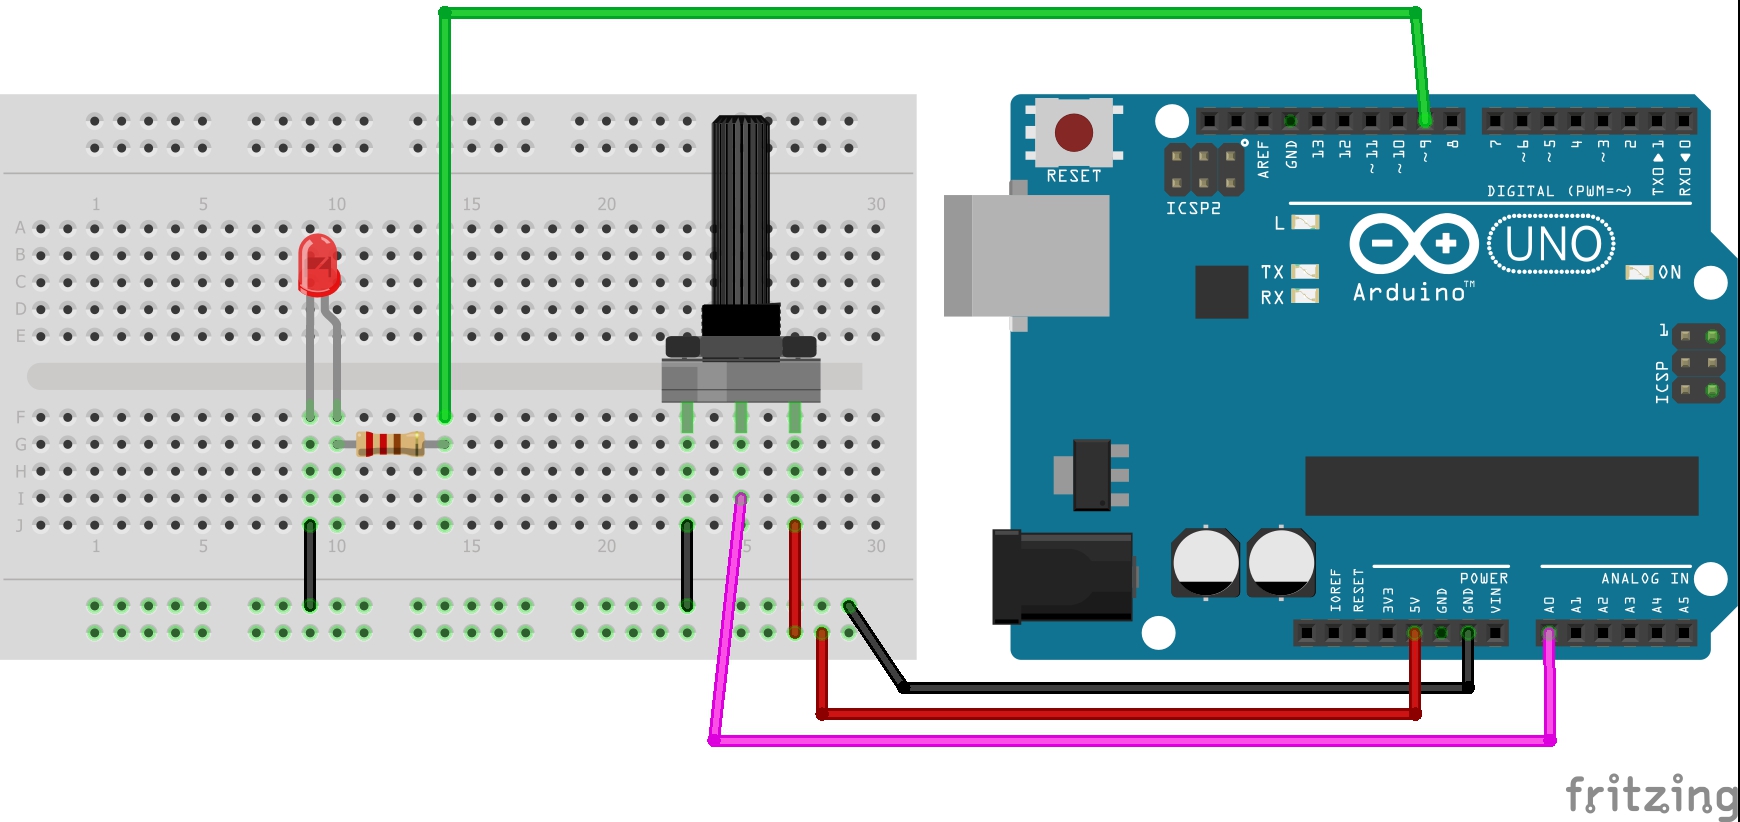 RESET
ICSP2
AREF
GND
13
12
~11
~10
~9
8
7
~6
~5
4
~3
2
TX0▶1
RX0◀0
DIGITAL (PWM=~)
L
TX
RX
UNO
Arduino™
ON
1
ICSP
1 5 10 15 20 30
A
B
C
D
E
F
G
H
I
J
1 5 10 15 20 5 30
IOREF
RESET
3V3
5V
GND
GND
VIN
POWER
ANALOG IN
A0
A1
A2
A3
A4
A5
fritzing